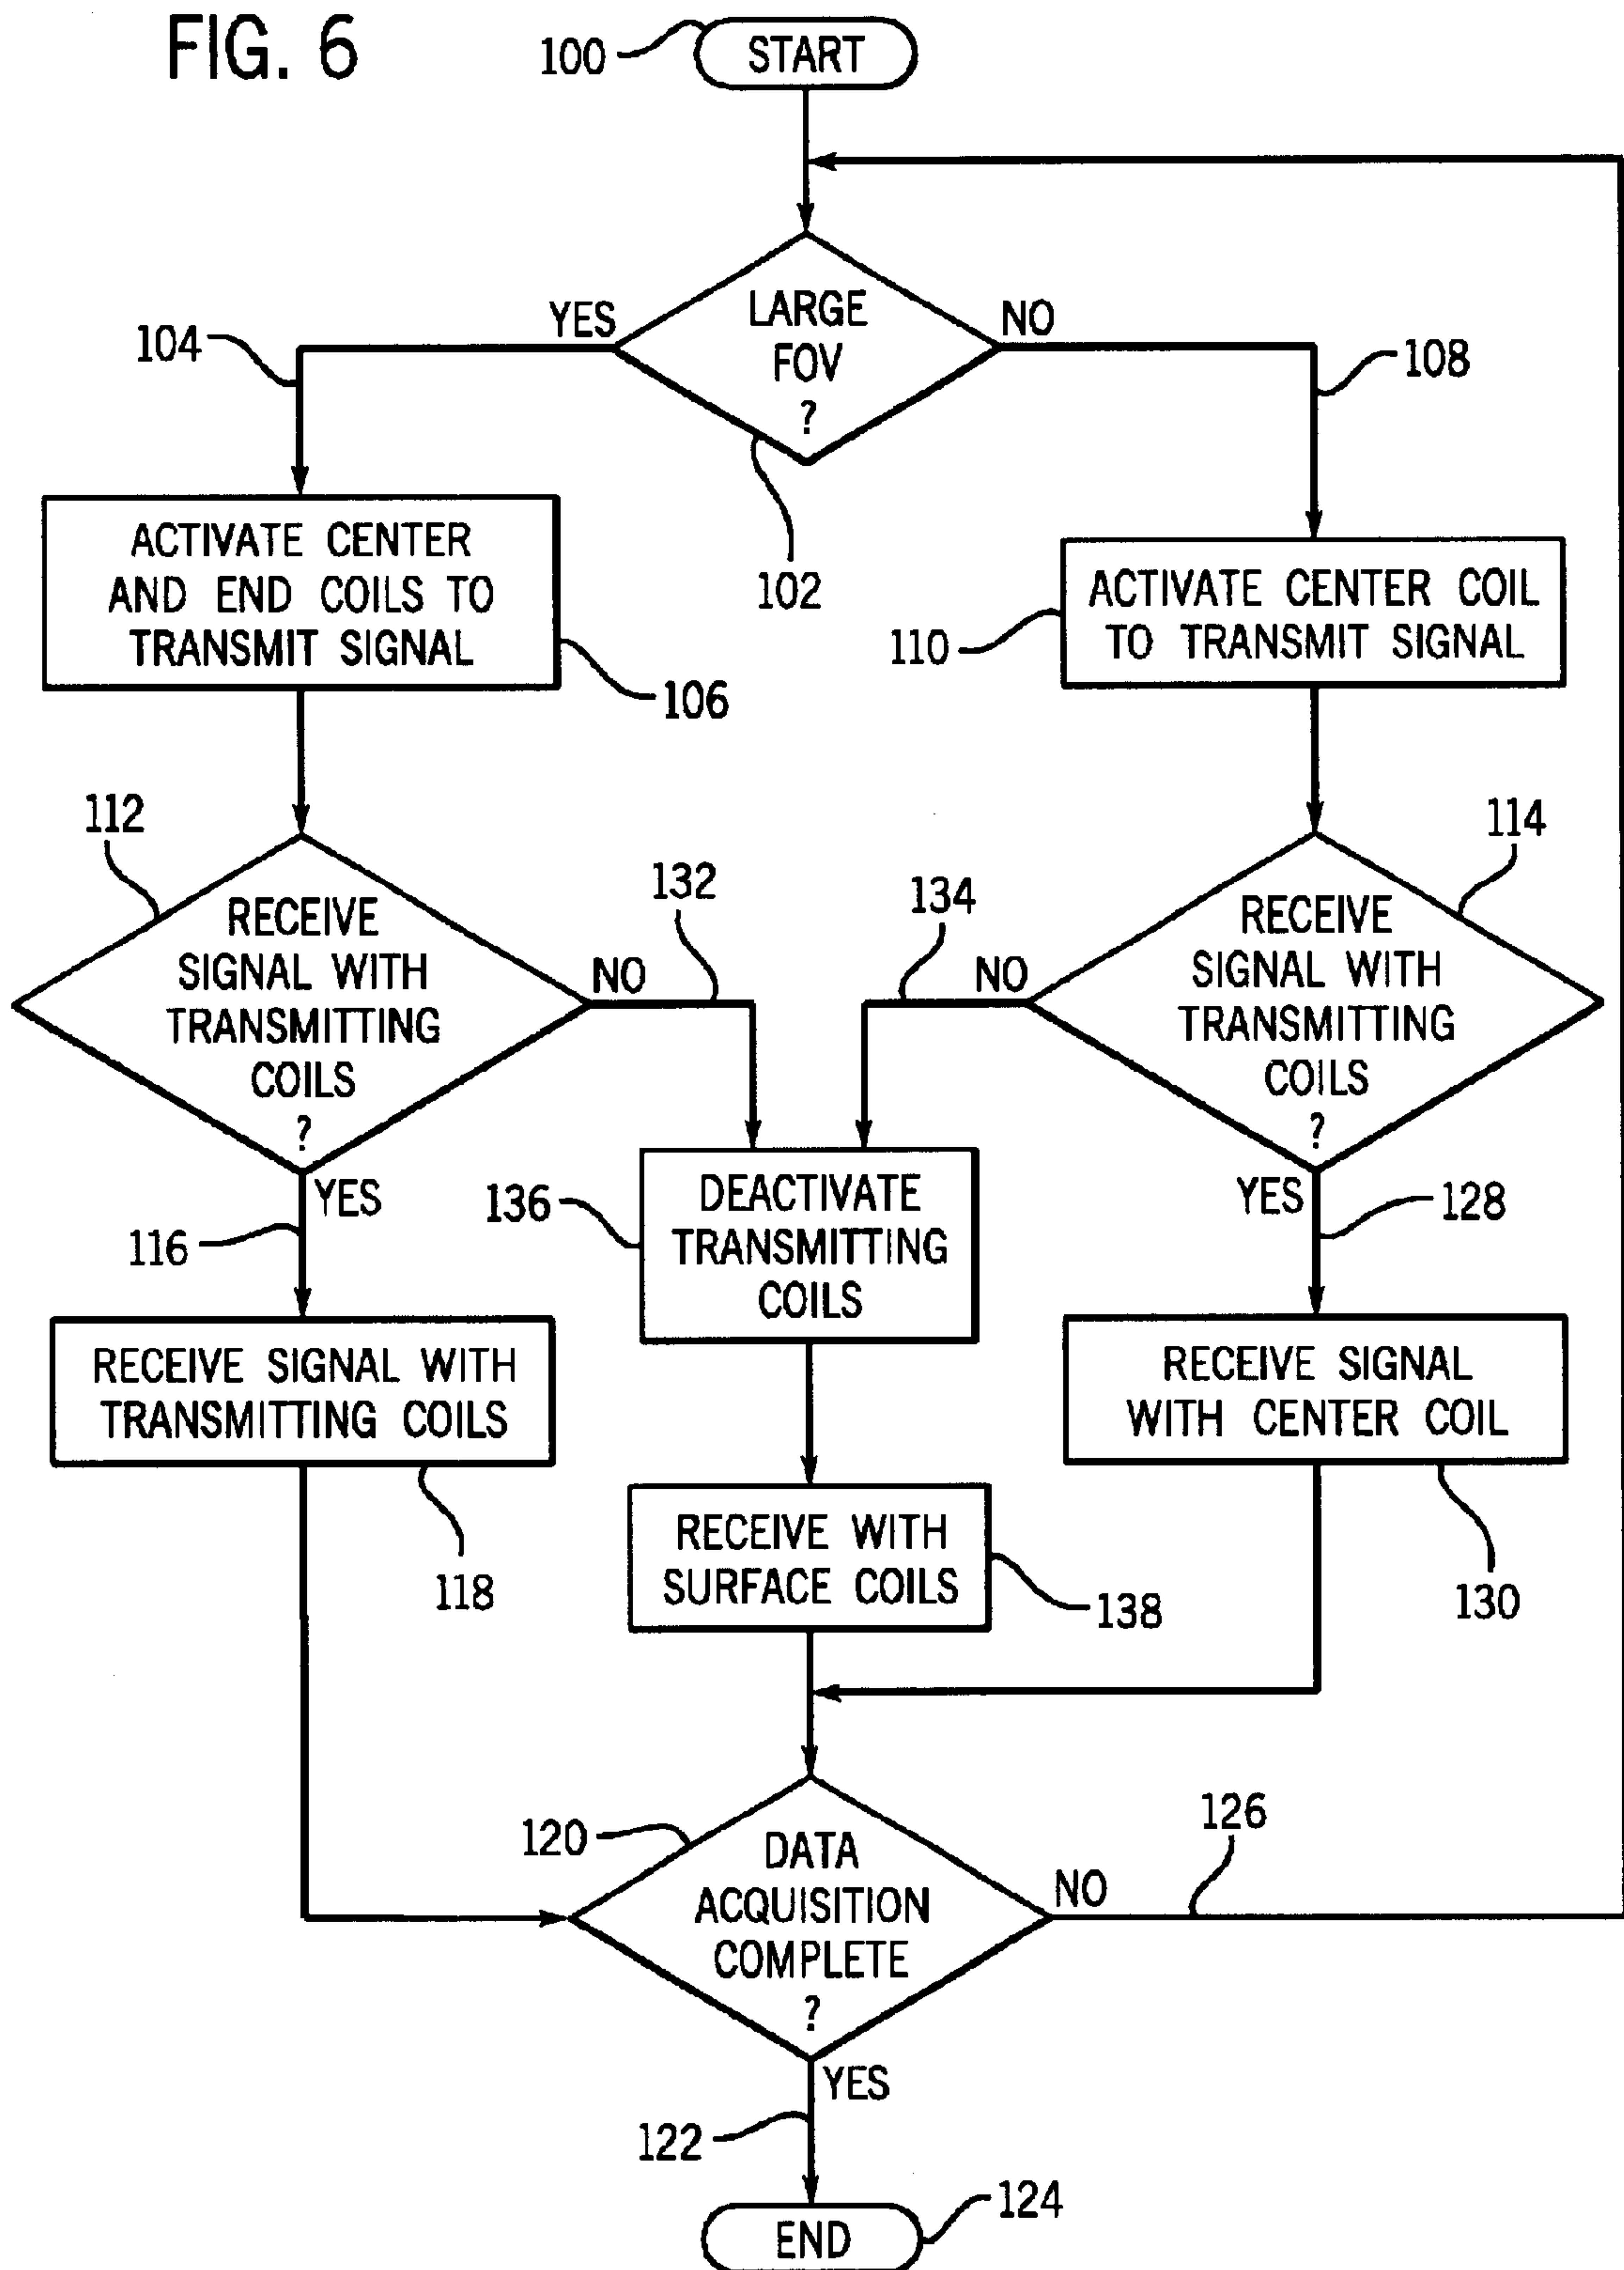 FIG. 6
100
START
LARGE
FOV
?
YES
NO
104
108
102
ACTIVATE CENTER
AND END COILS TO
TRANSMIT SIGNAL
106
ACTIVATE CENTER COIL
TO TRANSMIT SIGNAL
110
112
RECEIVE
SIGNAL WITH
TRANSMITTING
COILS
?
NO
132
YES
116
134
NO
114
RECEIVE
SIGNAL WITH
TRANSMITTING
COILS
?
YES
128
136
DEACTIVATE
TRANSMITTING
COILS
RECEIVE SIGNAL WITH
TRANSMITTING COILS
118
RECEIVE WITH
SURFACE COILS
138
RECEIVE SIGNAL
WITH CENTER COIL
130
120
DATA
ACQUISITION
COMPLETE
?
NO
126
YES
122
END
124